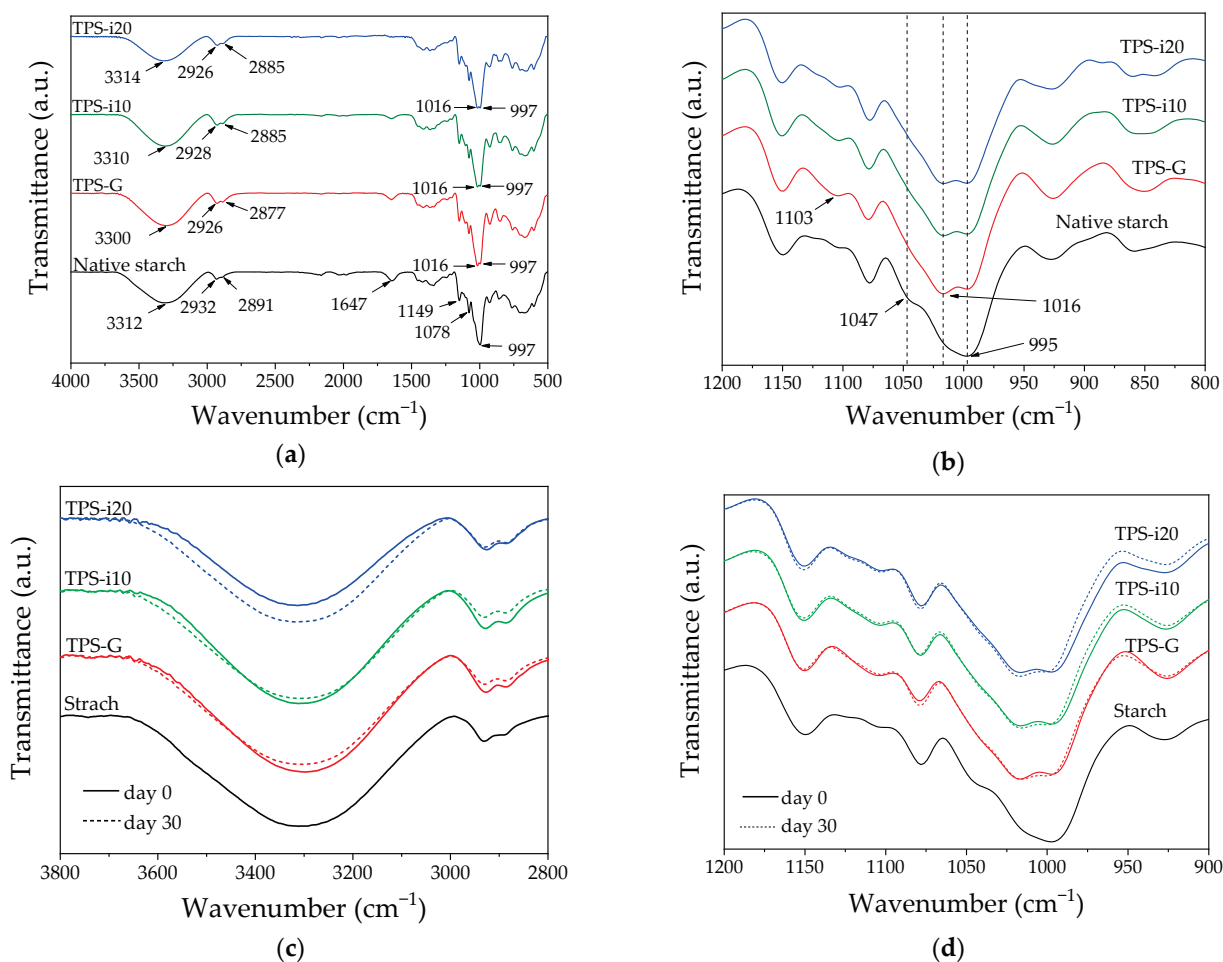 TPS-i20
3314
2926
2885
1016
997
TPS-i10
3310
2928
2885
1016
997
TPS-G
3300
2926
2877
1016
997
Native starch
3312
2932
2891
1647
1149
1078
997
4000 3500 3000 2500 2000 1500 1000 500
Transmittance (a.u.)
Wavenumber (cm⁻¹)
(a)
TPS-i20
TPS-i10
TPS-G
1103
Native starch
1047
1016
995
1200 1150 1100 1050 1000 950 900 850 800
Transmittance (a.u.)
Wavenumber (cm⁻¹)
(b)
TPS-i20
TPS-i10
TPS-G
Strach
day 0
day 30
3800 3600 3400 3200 3000 2800
Transmittance (a.u.)
Wavenumber (cm⁻¹)
(c)
TPS-i20
TPS-i10
TPS-G
Starch
day 0
day 30
1200 1150 1100 1050 1000 950 900
Transmittance (a.u.)
Wavenumber (cm⁻¹)
(d)